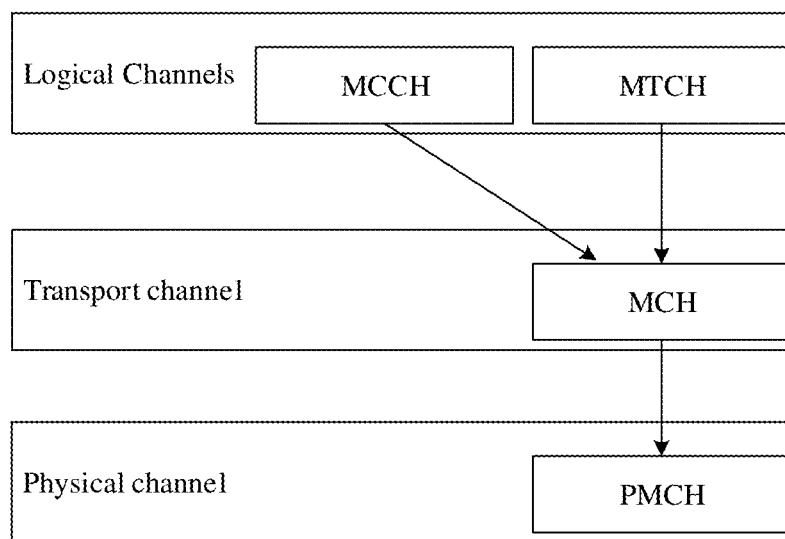 Logical Channels
MCCH
MTCH
Transport channel
MCH
Physical channel
PMCH